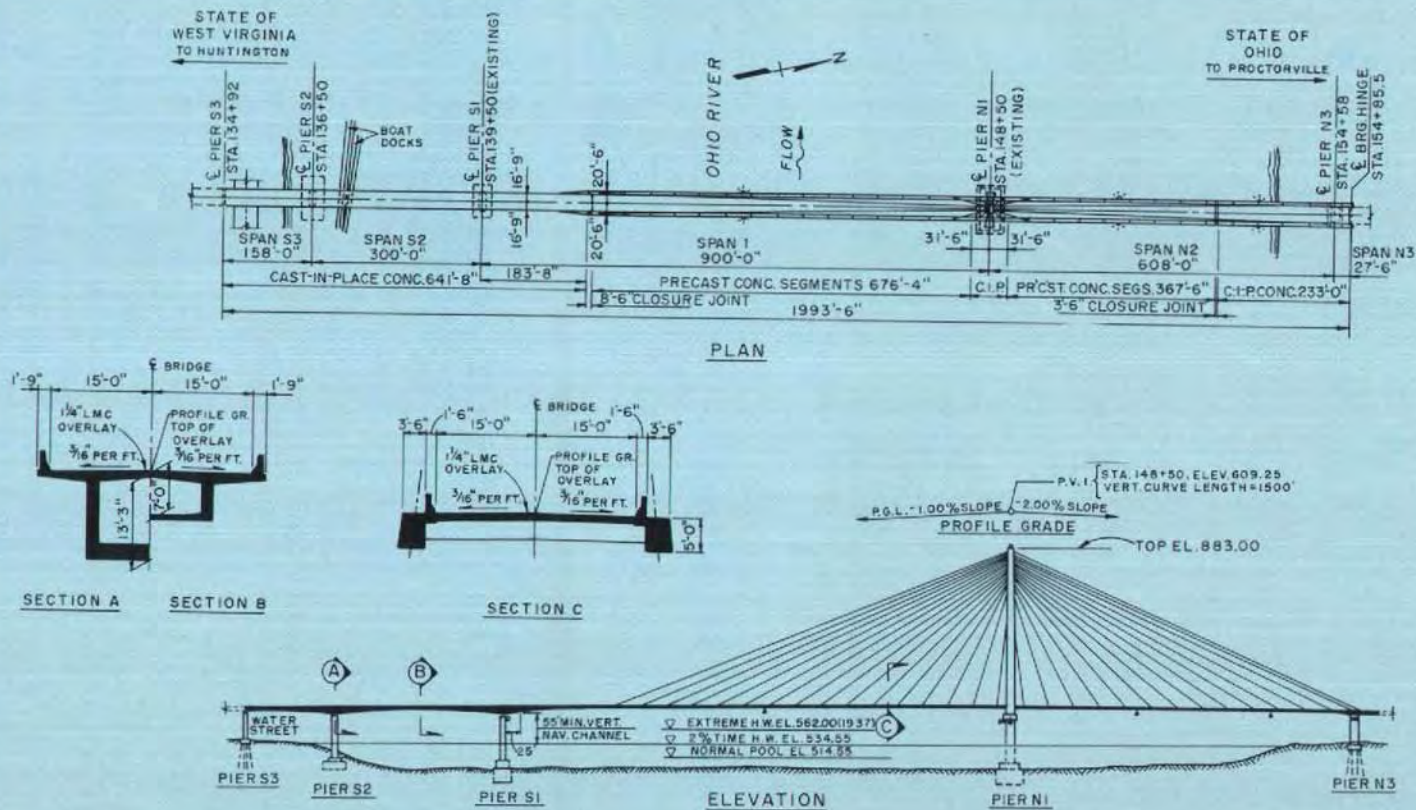 STATE OF
WEST VIRGINIA
TO HUNTINGTON
℄ PIER S3
STA. 134+92
℄ PIER S2
STA. 136+50
BOAT
DOCKS
℄ PIER S1
STA. 139+50 (EXISTING)
16'-9"
16'-9"
20'-6"
20'-6"
OHIO RIVER
N
FLOW
℄ PIER N1
STA. 148+50
(EXISTING)
STATE OF
OHIO
TO PROCTORVILLE
℄ PIER N3
STA. 154+58
℄ BRG. HINGE
STA. 154+85.5
SPAN S3
158'-0"
SPAN S2
300'-0"
SPAN 1
900'-0"
31'-6"
31'-6"
SPAN N2
608'-0"
SPAN N3
27'-6"
CAST-IN-PLACE CONC. 641'-8"
183'-8"
PRECAST CONC. SEGMENTS 676'-4"
C.I.P.
PR'CST. CONC. SEGS. 367'-6"
C.I.P. CONC. 233'-0"
8'-6" CLOSURE JOINT
3'-6" CLOSURE JOINT
1993'-6"
PLAN
℄ BRIDGE
1'-9"
15'-0"
15'-0"
1'-9"
1¼" LMC
OVERLAY
PROFILE GR.
TOP OF
OVERLAY
3/16" PER FT.
3/16" PER FT.
13'-3"
7'-0"
SECTION A
SECTION B
℄ BRIDGE
3'-6"
1'-6"
15'-0"
15'-0"
1'-6"
3'-6"
1¼" LMC
OVERLAY
PROFILE GR.
TOP OF
OVERLAY
3/16" PER FT.
3/16" PER FT.
5'-0"
SECTION C
P.V.I.
STA. 148+50, ELEV. 609.25
VERT. CURVE LENGTH=1500'
P.G.L. -1.00% SLOPE
-2.00% SLOPE
PROFILE GRADE
TOP EL. 883.00
A
B
C
WATER
STREET
55' MIN. VERT.
NAV. CHANNEL
25'
EXTREME H.W. EL. 562.00 (1937)
2% TIME H.W. EL. 534.55
NORMAL POOL EL. 514.55
PIER S3
PIER S2
PIER S1
ELEVATION
PIER N1
PIER N3